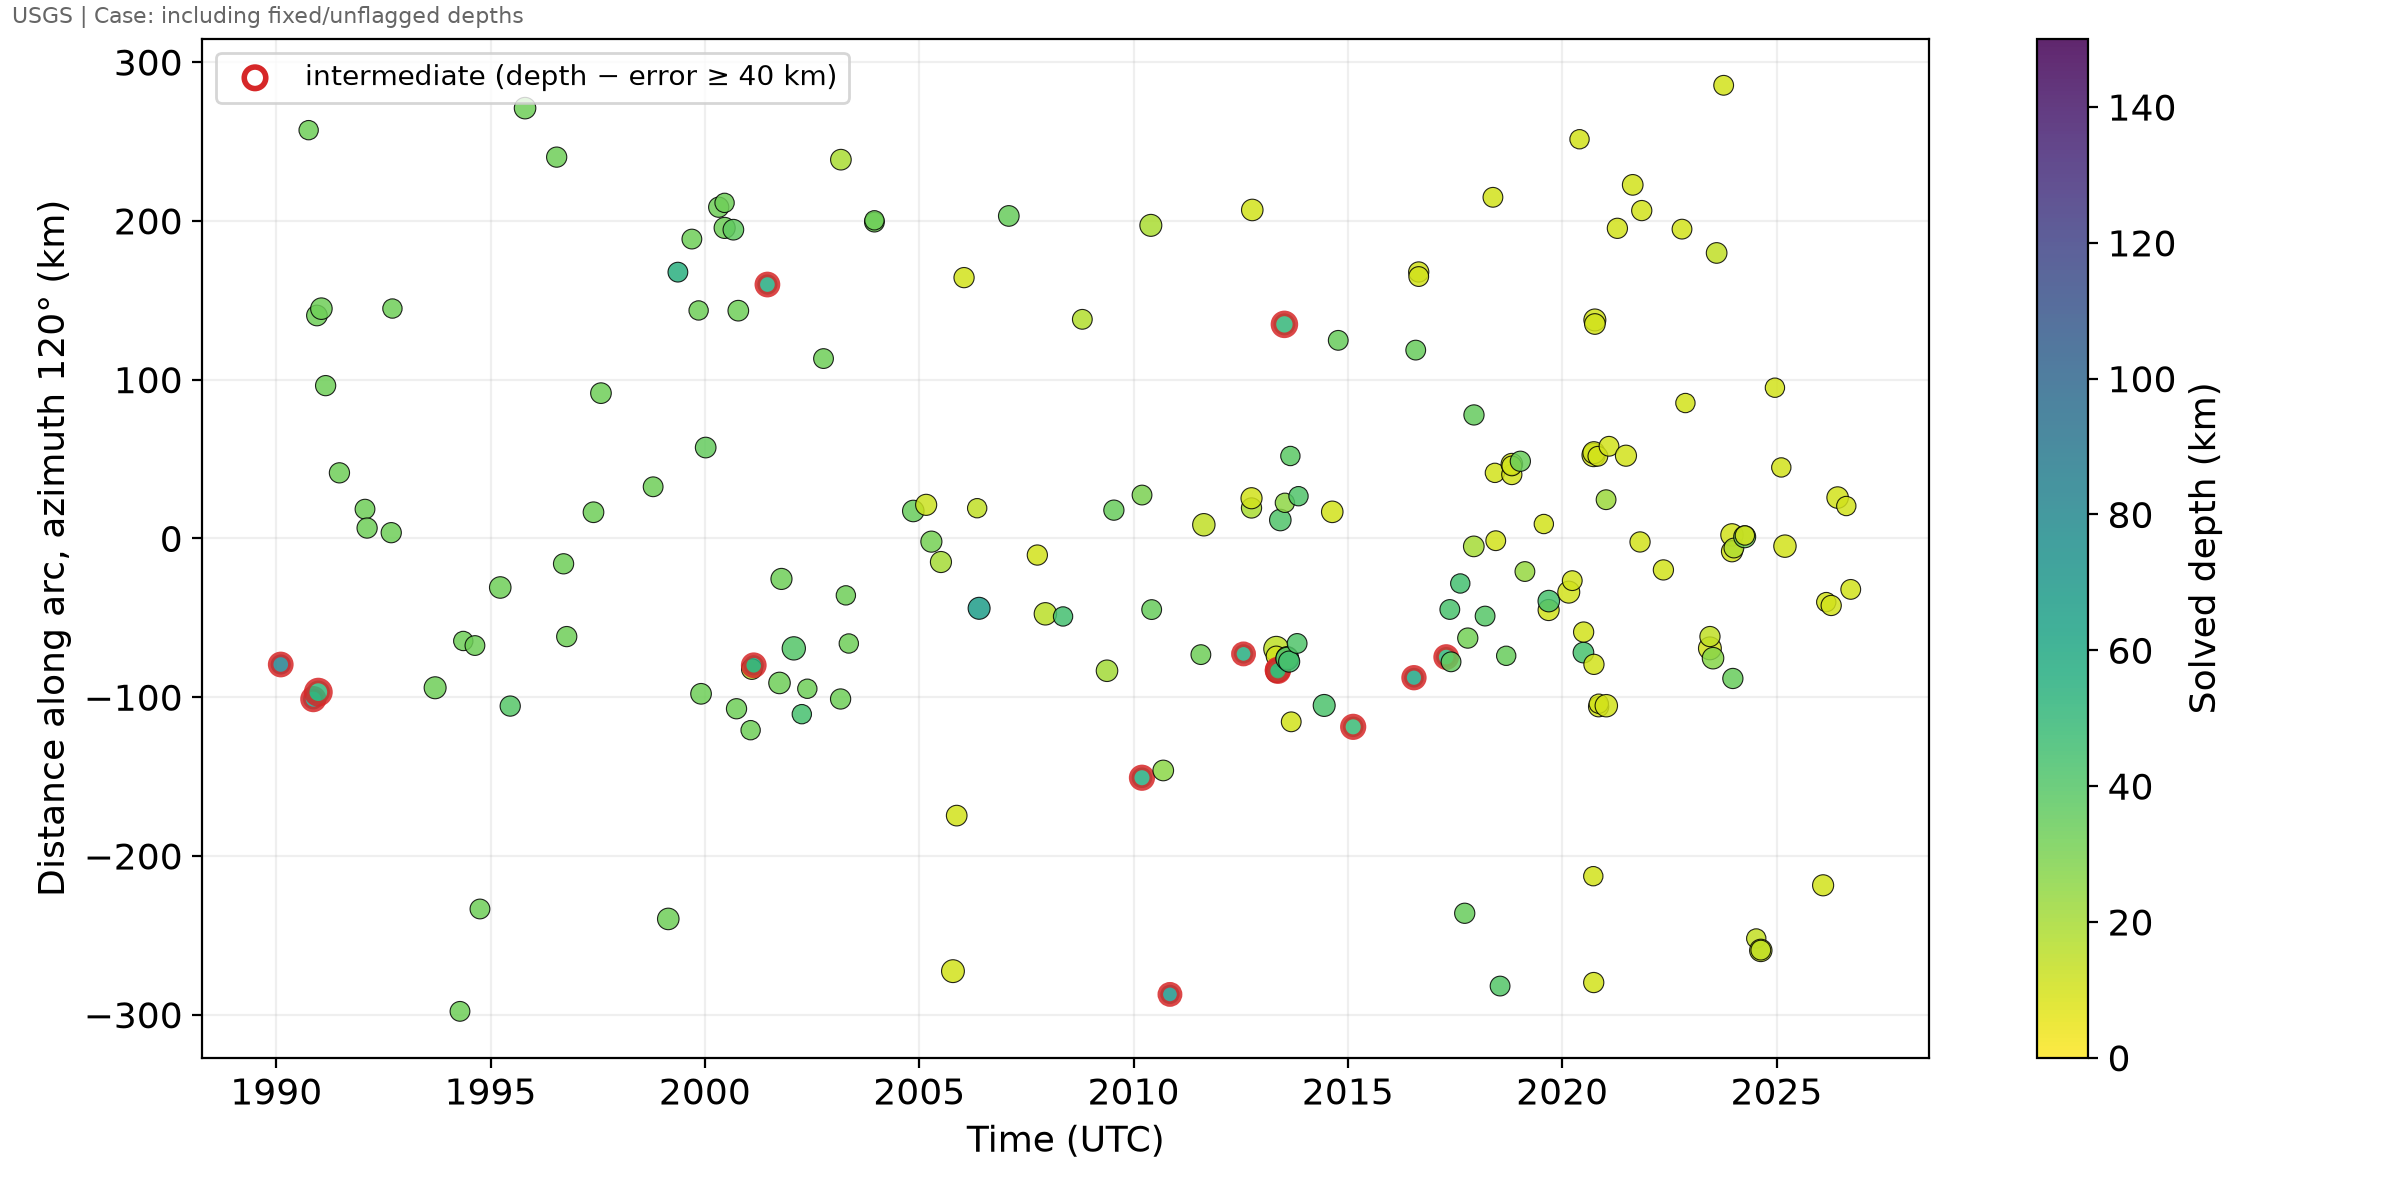 USGS | Case: including fixed/unflagged depths
intermediate (depth − error ≥ 40 km)
Distance along arc, azimuth 120° (km)
300
200
100
0
−100
−200
−300
1990 1995 2000 2005 2010 2015 2020 2025
Time (UTC)
140
120
100
80
60
40
20
0
Solved depth (km)